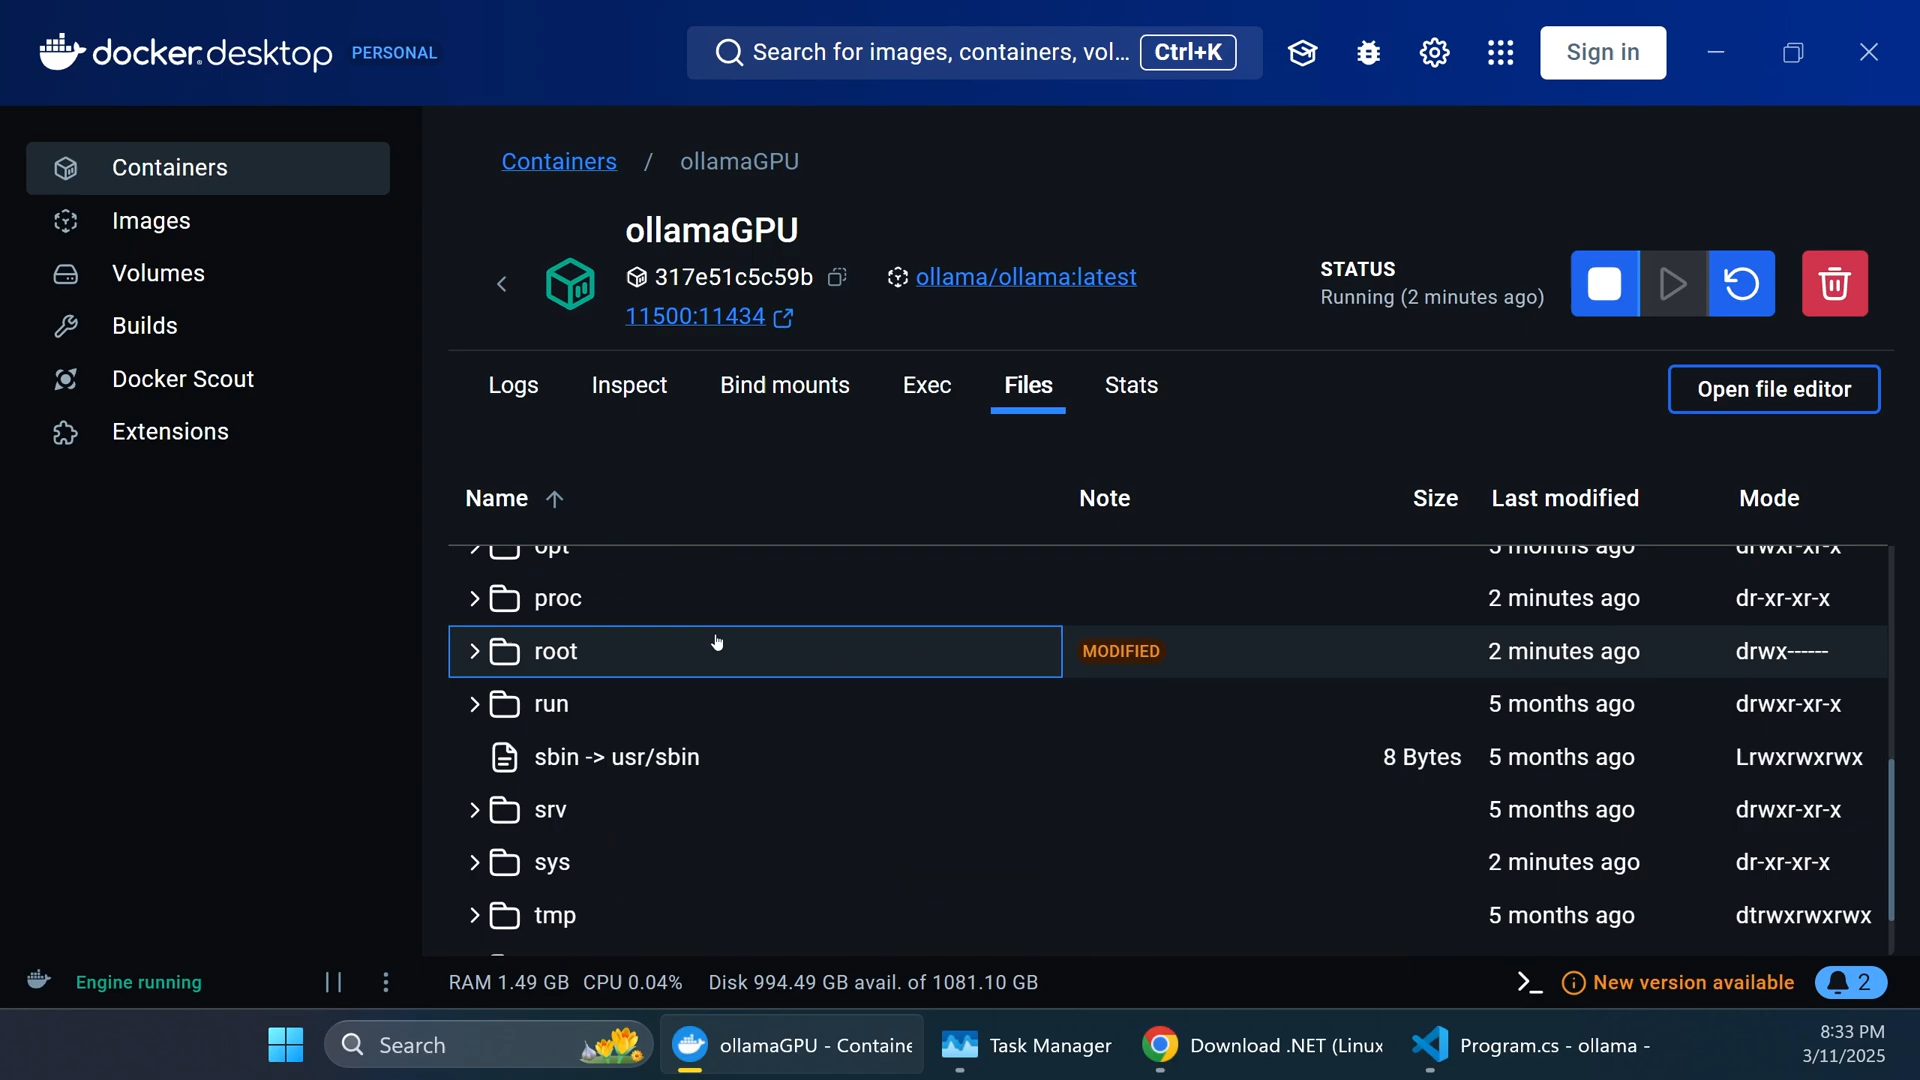 docker.desktop PERSONAL
Search for images, containers, vol... Ctrl+K
Sign in
Containers
Images
Volumes
Builds
Docker Scout
Extensions
Containers / ollamaGPU
ollamaGPU
317e51c5c59b ollama/ollama:latest
11500:11434
STATUS
Running (2 minutes ago)
Logs Inspect Bind mounts Exec Files Stats
Open file editor
Name Note Size Last modified Mode
opt 5 months ago drwxr-xr-x
proc 2 minutes ago dr-xr-xr-x
root MODIFIED 2 minutes ago drwx------
run 5 months ago drwxr-xr-x
sbin -> usr/sbin 8 Bytes 5 months ago Lrwxrwxrwx
srv 5 months ago drwxr-xr-x
sys 2 minutes ago dr-xr-xr-x
tmp 5 months ago dtrwxrwxrwx
Engine running
RAM 1.49 GB CPU 0.04% Disk 994.49 GB avail. of 1081.10 GB
New version available 2
Search
ollamaGPU - Containe
Task Manager
Download .NET (Linux
Program.cs - ollama -
8:33 PM
3/11/2025